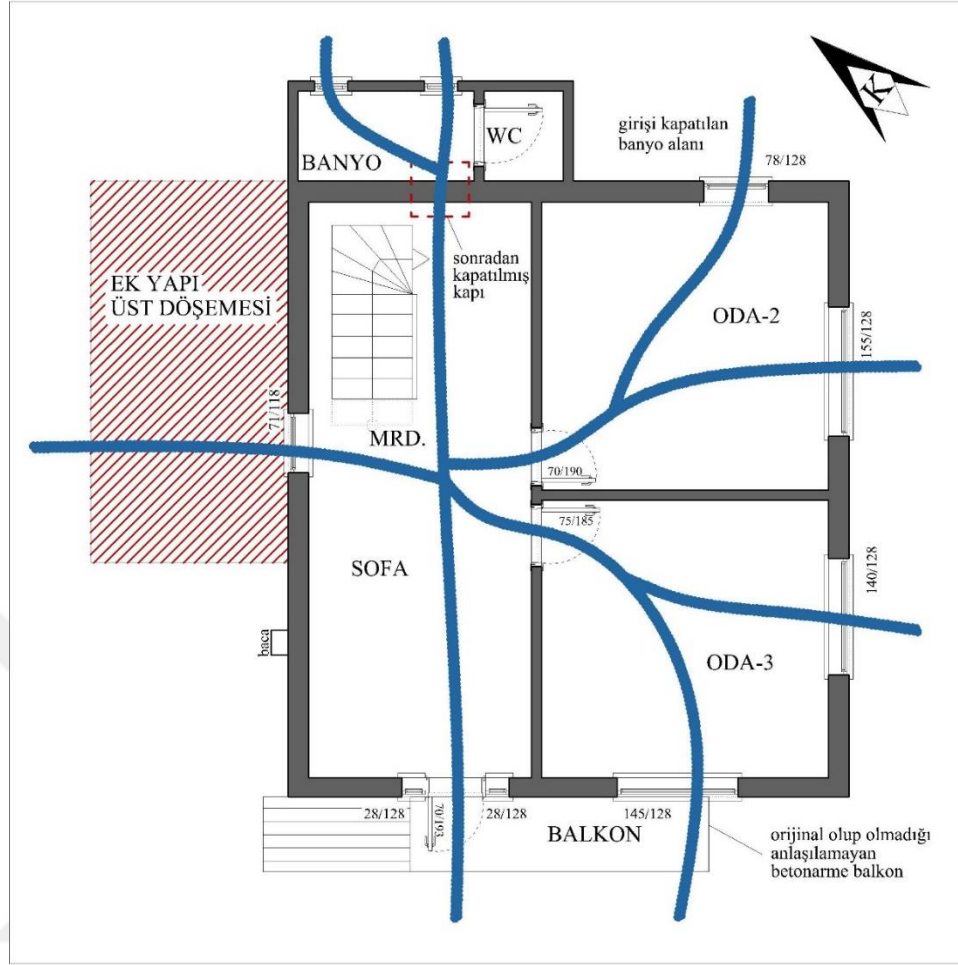 K
BANYO
WC
girişi kapatılan
banyo alanı
78/128
sonradan
kapatılmış
kapı
EK YAPI
ÜST DÖŞEMESİ
ODA-2
155/128
71/118
MRD.
70/190
75/185
SOFA
140/128
baca
ODA-3
28/128
70/193
28/128
145/128
BALKON
orijinal olup olmadığı
anlaşılamayan
betonarme balkon